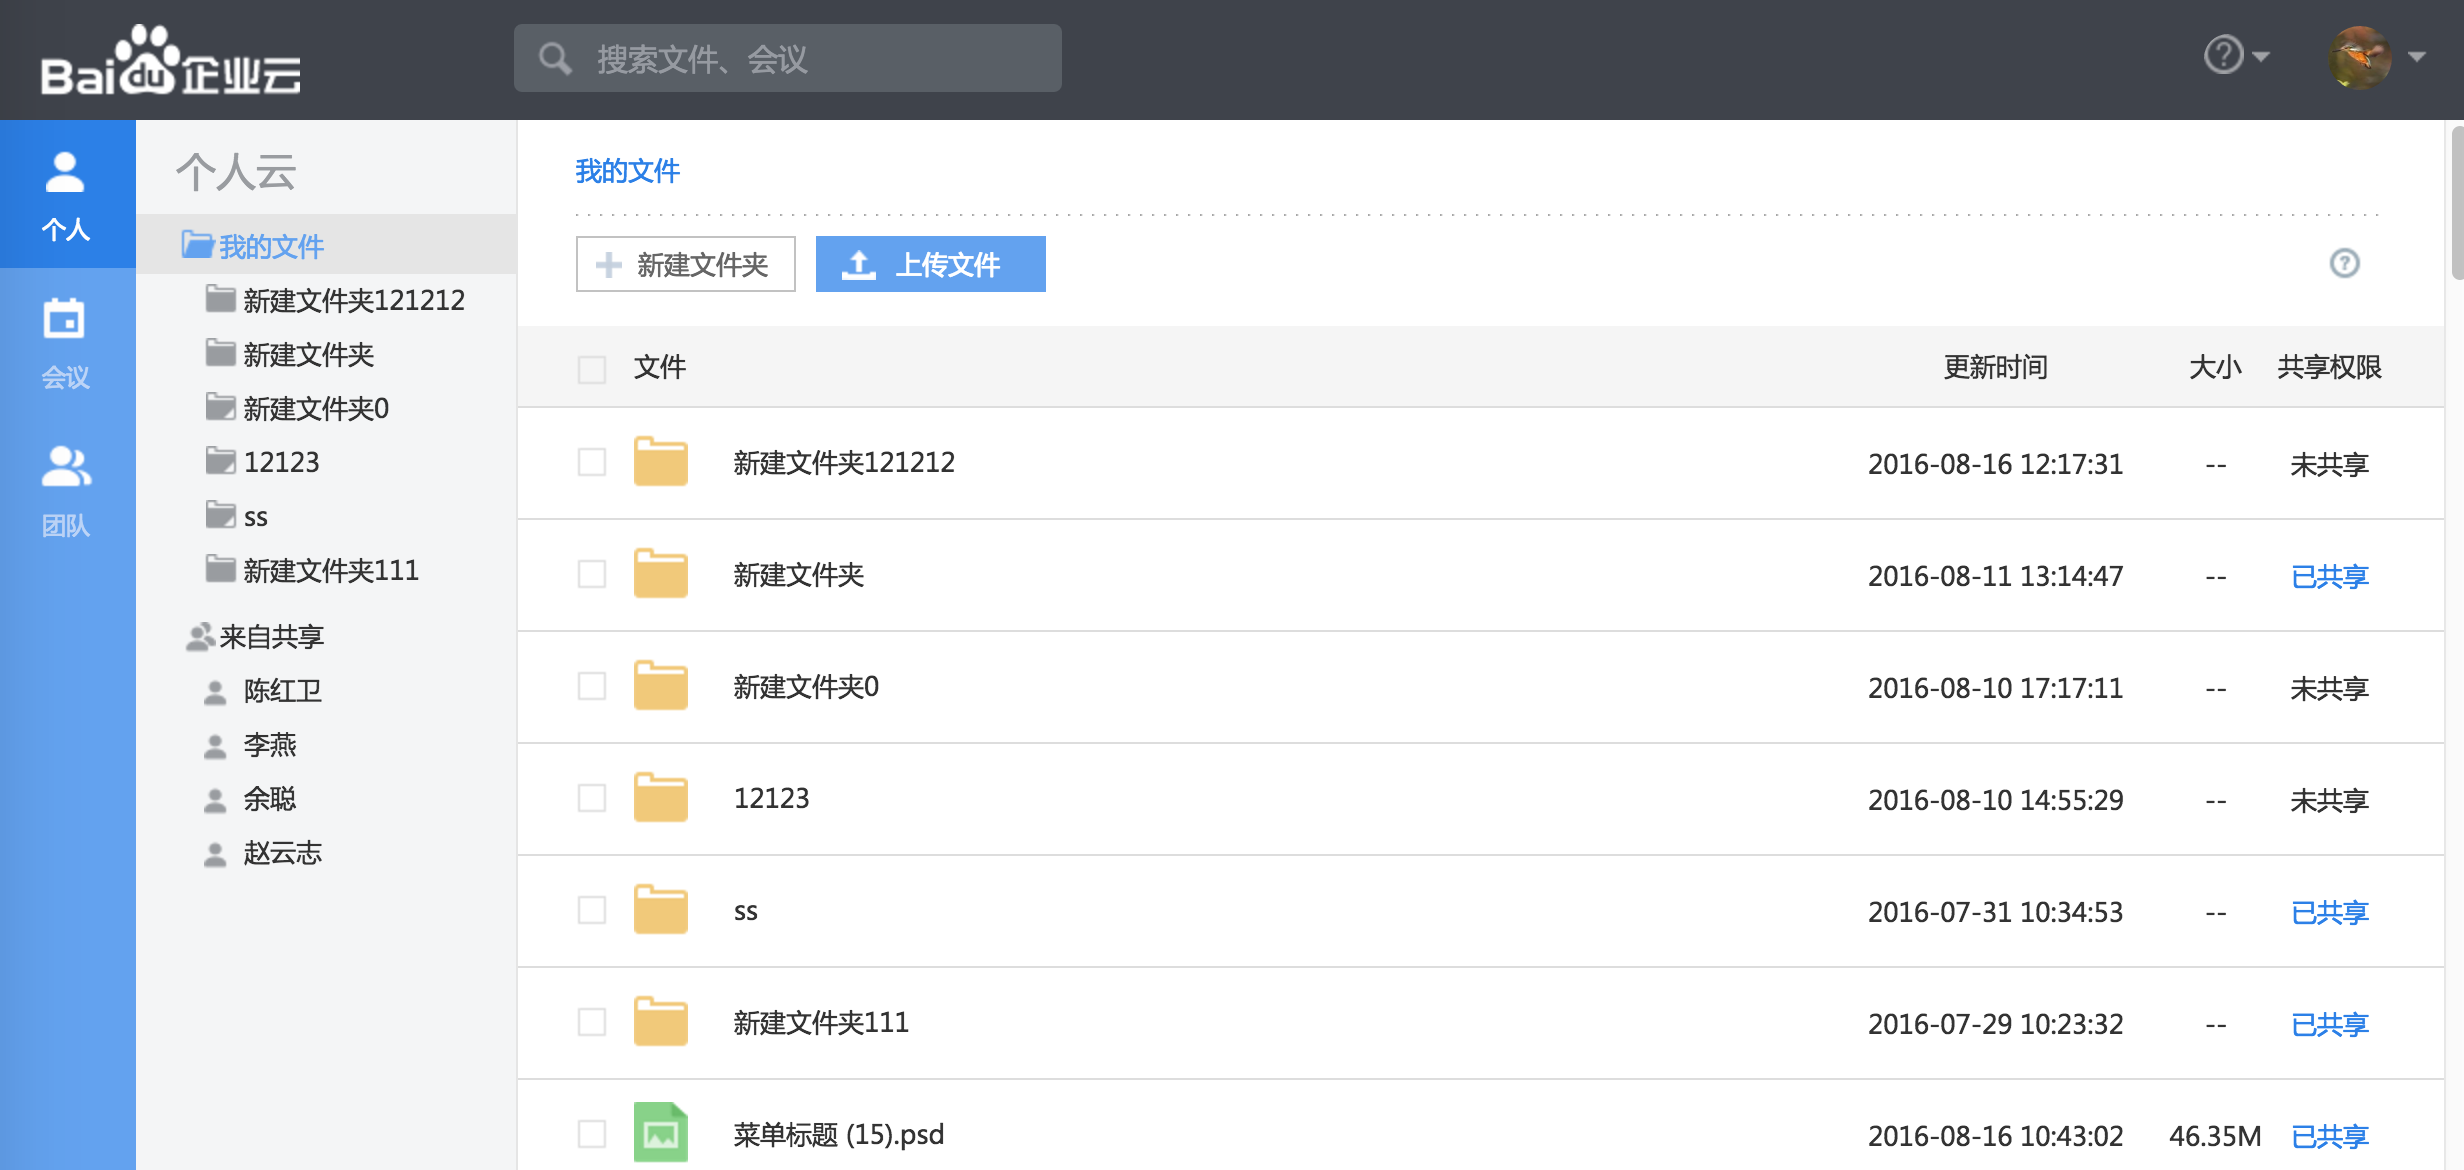 Baidu企业云
搜索文件、会议
个人
会议
团队
个人云
我的文件
新建文件夹121212
新建文件夹
新建文件夹0
12123
ss
新建文件夹111
来自共享
陈红卫
李燕
余聪
赵云志
我的文件
新建文件夹 上传文件
文件 更新时间 大小 共享权限
新建文件夹121212 2016-08-16 12:17:31 -- 未共享
新建文件夹 2016-08-11 13:14:47 -- 已共享
新建文件夹0 2016-08-10 17:17:11 -- 未共享
12123 2016-08-10 14:55:29 -- 未共享
ss 2016-07-31 10:34:53 -- 已共享
新建文件夹111 2016-07-29 10:23:32 -- 已共享
菜单标题 (15).psd 2016-08-16 10:43:02 46.35M 已共享